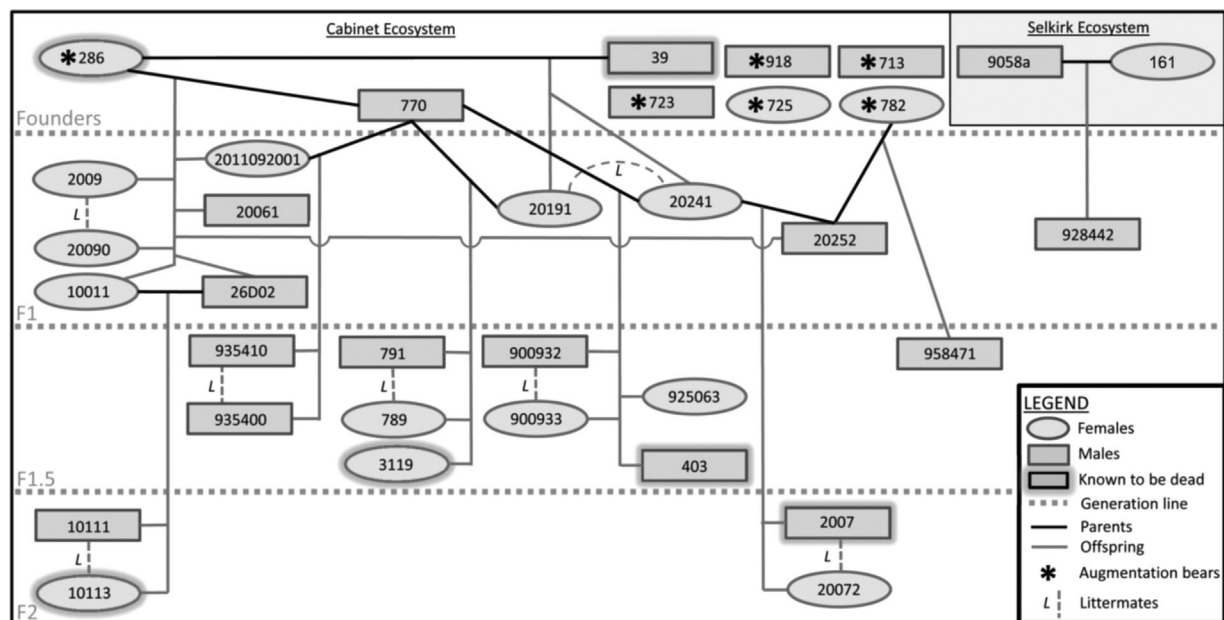 Cabinet Ecosystem
Selkirk Ecosystem
*286
39
*918
*713
9058a
161
770
*723
*725
*782
Founders
2011092001
2009
L
20061
20191
L
20241
20090
20252
928442
10011
26D02
F1
935410
791
900932
958471
L
L
L
925063
935400
789
900933
3119
403
F1.5
10111
2007
L
L
10113
20072
F2
LEGEND
Females
Males
Known to be dead
Generation line
Parents
Offspring
* Augmentation bears
L Littermates